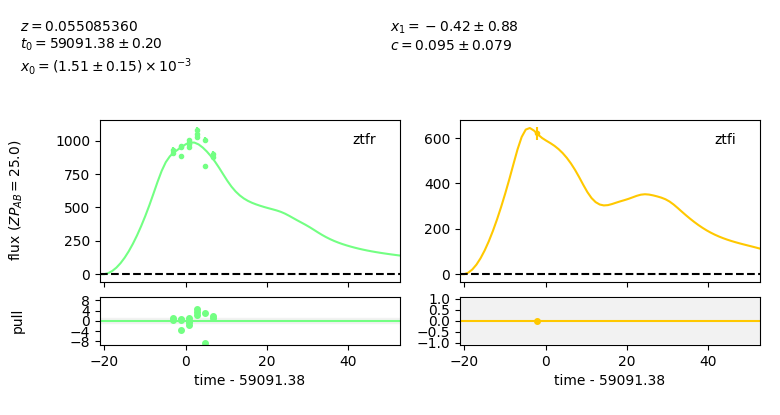 z = 0.055085360
t₀ = 59091.38 ± 0.20
x₀ = (1.51 ± 0.15) × 10⁻³
x₁ = −0.42 ± 0.88
c = 0.095 ± 0.079
flux (ZP_AB = 25.0)
1000
750
500
250
0
ztfr
600
400
200
0
ztfi
pull
8
4
0
−4
−8
1.0
0.5
0.0
−0.5
−1.0
−20 0 20 40
−20 0 20 40
time - 59091.38
time - 59091.38